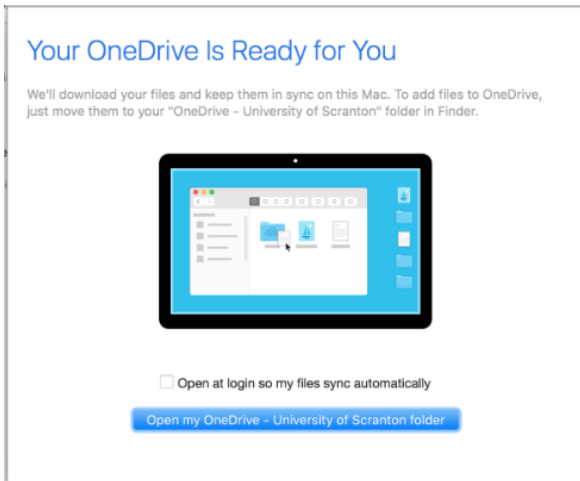 Your OneDrive Is Ready for You
We'll download your files and keep them in sync on this Mac. To add files to OneDrive,
just move them to your "OneDrive – University of Scranton" folder in Finder.
Open at login so my files sync automatically
Open my OneDrive – University of Scranton folder